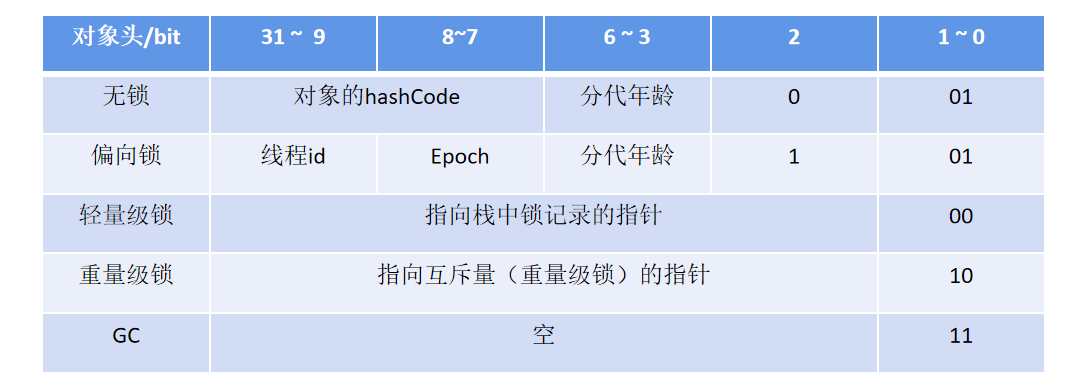 对象头/bit 31 ~ 9 8~7 6 ~ 3 2 1 ~ 0
无锁 对象的hashCode 分代年龄 0 01
偏向锁 线程id Epoch 分代年龄 1 01
轻量级锁 指向栈中锁记录的指针 00
重量级锁 指向互斥量（重量级锁）的指针 10
GC 空 11